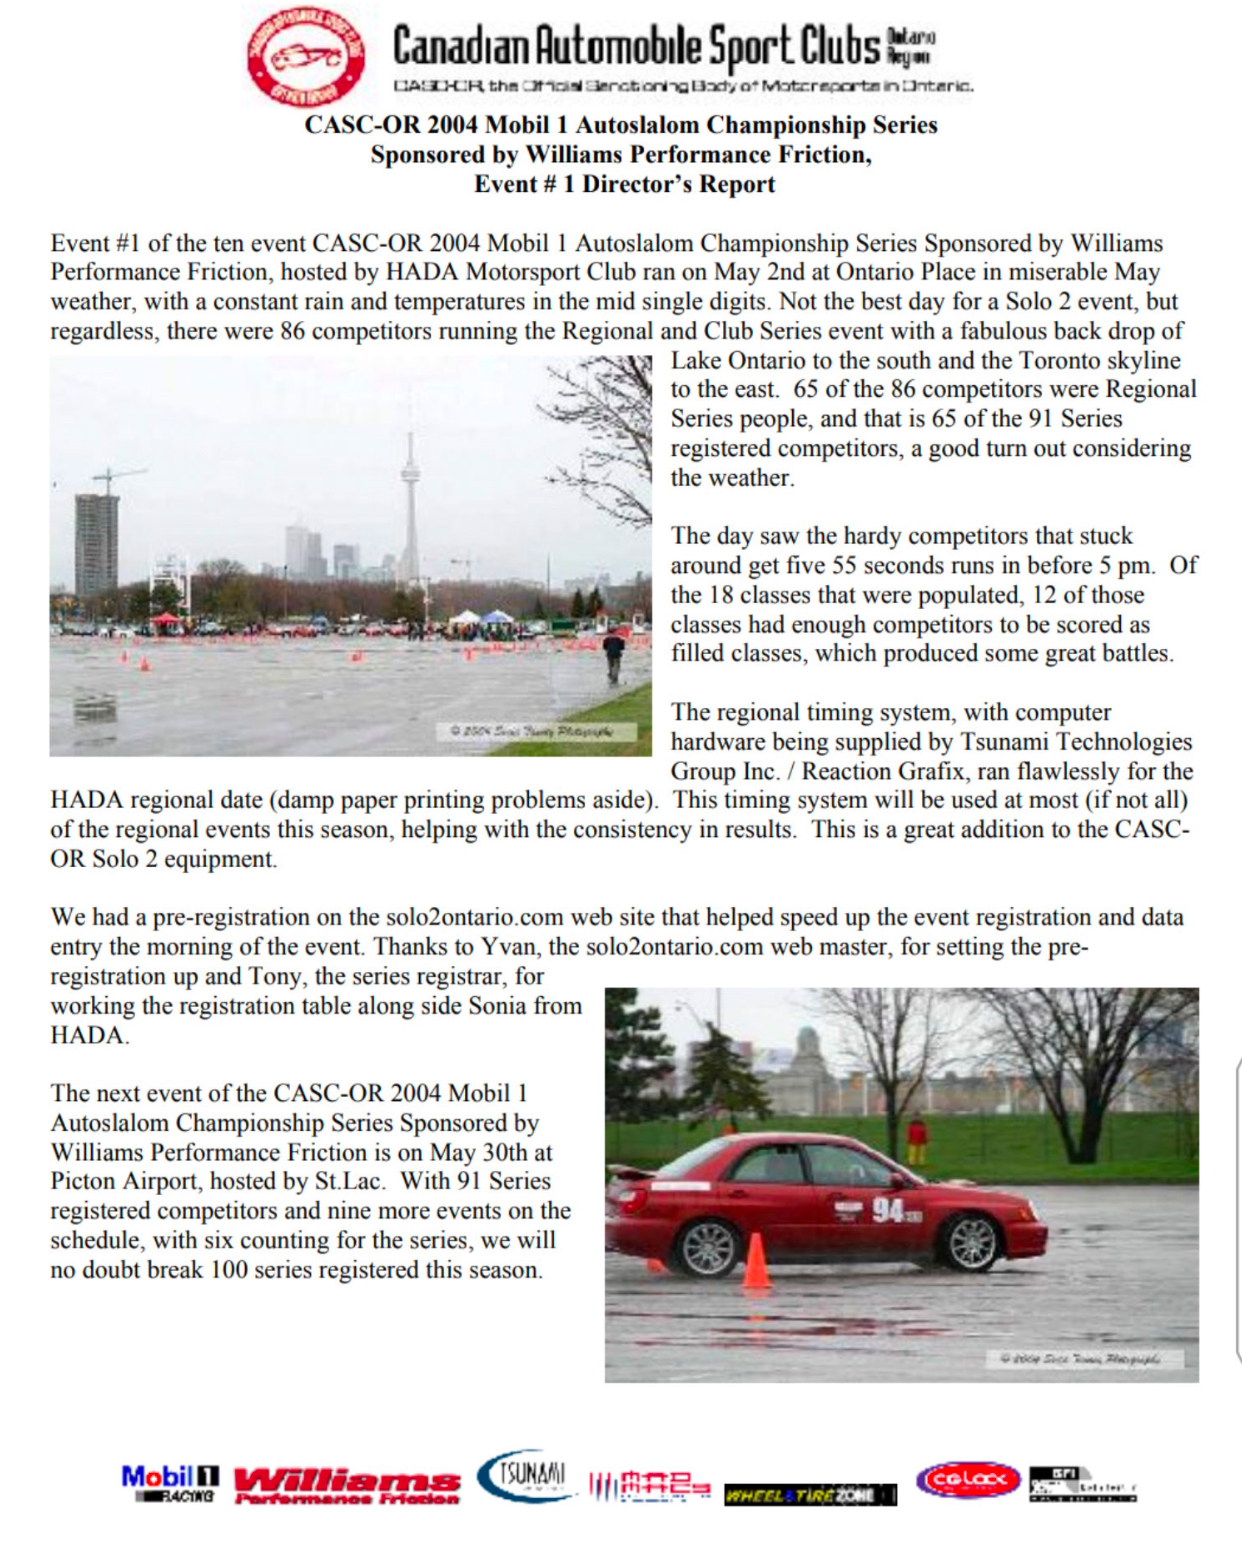 Canadian Automobile Sport Clubs Ontario Region
CASC-OR, the Official Sanctioning Body of Motorsports in Ontario.
CASC-OR 2004 Mobil 1 Autoslalom Championship Series
Sponsored by Williams Performance Friction,
Event # 1 Director’s Report
Event #1 of the ten event CASC-OR 2004 Mobil 1 Autoslalom Championship Series Sponsored by Williams
Performance Friction, hosted by HADA Motorsport Club ran on May 2nd at Ontario Place in miserable May
weather, with a constant rain and temperatures in the mid single digits. Not the best day for a Solo 2 event, but
regardless, there were 86 competitors running the Regional and Club Series event with a fabulous back drop of
Lake Ontario to the south and the Toronto skyline
to the east. 65 of the 86 competitors were Regional
Series people, and that is 65 of the 91 Series
registered competitors, a good turn out considering
the weather.
The day saw the hardy competitors that stuck
around get five 55 seconds runs in before 5 pm. Of
the 18 classes that were populated, 12 of those
classes had enough competitors to be scored as
filled classes, which produced some great battles.
© 2004
The regional timing system, with computer
hardware being supplied by Tsunami Technologies
Group Inc. / Reaction Grafix, ran flawlessly for the
HADA regional date (damp paper printing problems aside). This timing system will be used at most (if not all)
of the regional events this season, helping with the consistency in results. This is a great addition to the CASC-
OR Solo 2 equipment.
We had a pre-registration on the solo2ontario.com web site that helped speed up the event registration and data
entry the morning of the event. Thanks to Yvan, the solo2ontario.com web master, for setting the pre-
registration up and Tony, the series registrar, for
working the registration table along side Sonia from
HADA.
The next event of the CASC-OR 2004 Mobil 1
Autoslalom Championship Series Sponsored by
Williams Performance Friction is on May 30th at
Picton Airport, hosted by St.Lac. With 91 Series
registered competitors and nine more events on the
schedule, with six counting for the series, we will
no doubt break 100 series registered this season.
94
© 2004
Mobil 1
RACING
Williams
Performance Friction
TSUNAMI
WHEEL & TIRE ZONE